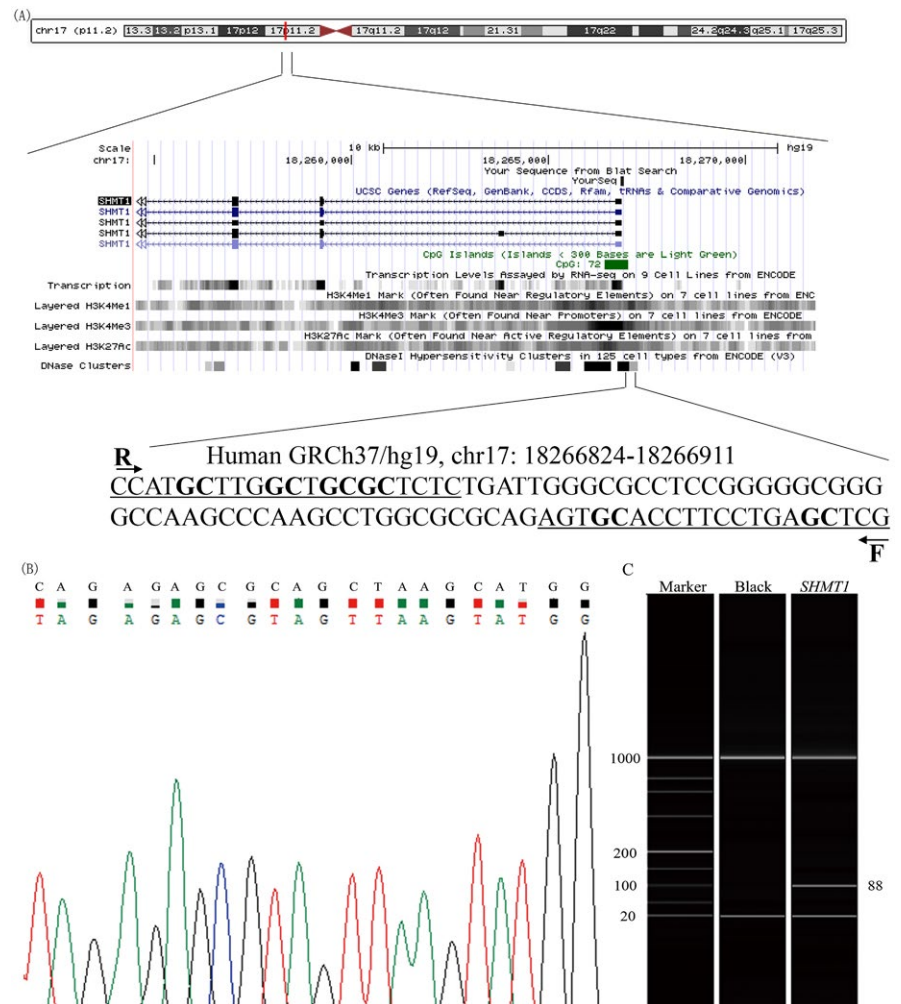 (A)
chr17 (p11.2) 13.3 13.2 p13.1 17p12 17p11.2 17q11.2 17q12 21.31 17q22 24.2 q24.3 q25.1 17q25.3
Scale 10 kb hg19
chr17: 18,260,000 18,265,000 18,270,000
Your Sequence from Blat Search
YourSeq
UCSC Genes (RefSeq, GenBank, CCDS, Rfam, tRNAs & Comparative Genomics)
SHMT1
SHMT1
SHMT1
SHMT1
SHMT1
CpG Islands (Islands < 300 Bases are Light Green)
CpG: 72
Transcription Levels Assayed by RNA-seq on 9 Cell Lines from ENCODE
Transcription
H3K4Me1 Mark (Often Found Near Regulatory Elements) on 7 cell lines from ENC
Layered H3K4Me1
H3K4Me3 Mark (Often Found Near Promoters) on 7 cell lines from ENCODE
Layered H3K4Me3
H3K27Ac Mark (Often Found Near Active Regulatory Elements) on 7 cell lines from
Layered H3K27Ac
DNaseI Hypersensitivity Clusters in 125 cell types from ENCODE (V3)
DNase Clusters
R Human GRCh37/hg19, chr17: 18266824-18266911
CCATGCTTGGCTGCGCTCTCTGATTGGGCGCCTCCGGGGGCGGG
GCCAAGCCCAAGCCTGGCGCGCAGAGTGCACCTTCCTGAGCTCG
F
(B)
C A G A G A G C G C A G C T A A G C A T G G
T A G A G A G C G T A G T T A A G T A T G G
C
Marker Black SHMT1
1000
200
100 88
20